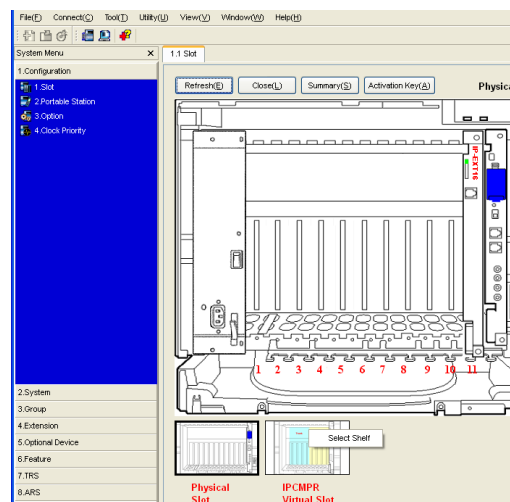 File(F) Connect(C) Tool(T) Utility(U) View(V) Window(W) Help(H)
System Menu X
1.1 Slot
1.Configuration
1.Slot
2.Portable Station
3.Option
4.Clock Priority
Refresh(E) Close(L) Summary(S) Activation Key(A) Physic
IP-EXT16
1 2 3 4 5 6 7 8 9 10 11
2.System
3.Group
4.Extension
5.Optional Device
6.Feature
7.TRS
8.ARS
Select Shelf
Physical
Slot
IPCMPR
Virtual Slot